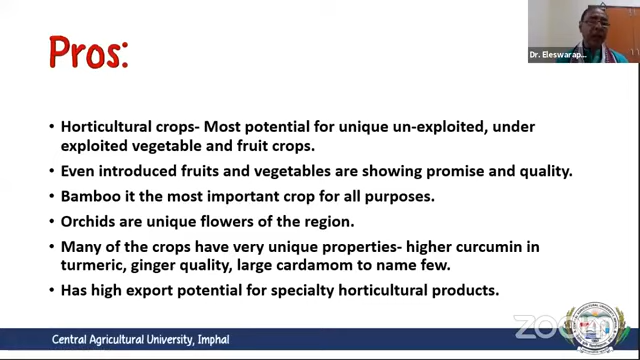 Pros:
Dr. Eleswarap...
• Horticultural crops- Most potential for unique un-exploited, under
exploited vegetable and fruit crops.
• Even introduced fruits and vegetables are showing promise and quality.
• Bamboo it the most important crop for all purposes.
• Orchids are unique flowers of the region.
• Many of the crops have very unique properties- higher curcumin in
turmeric, ginger quality, large cardamom to name few.
• Has high export potential for specialty horticultural products.
Central Agricultural University, Imphal
zoom